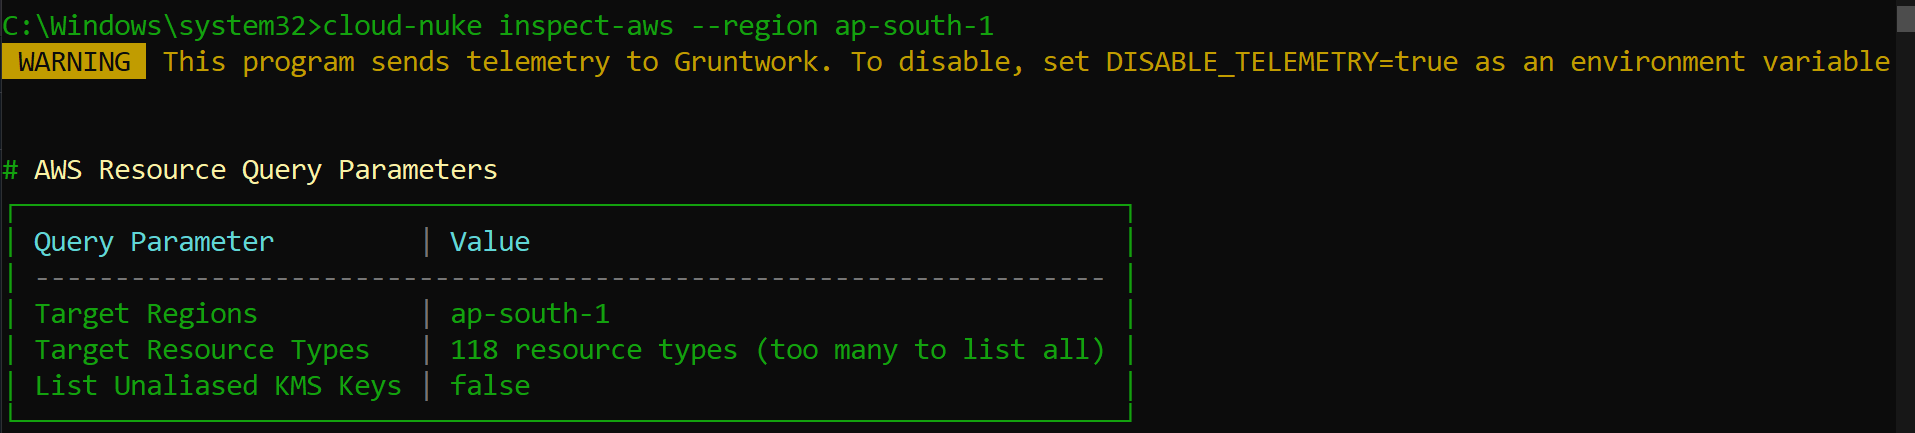 C:\Windows\system32>cloud-nuke inspect-aws --region ap-south-1
WARNING This program sends telemetry to Gruntwork. To disable, set DISABLE_TELEMETRY=true as an environment variable
# AWS Resource Query Parameters
Query Parameter | Value
-------------------------------------------------------------------
Target Regions | ap-south-1
Target Resource Types | 118 resource types (too many to list all)
List Unaliased KMS Keys | false